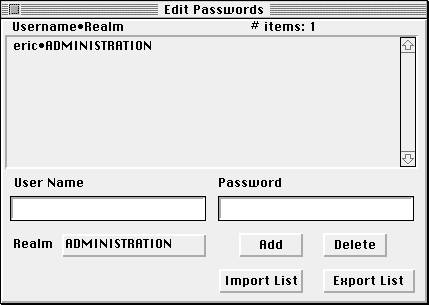 Edit Passwords
Username•Realm # items: 1
eric•ADMINISTRATION
User Name Password
Realm ADMINISTRATION Add Delete
Import List Export List